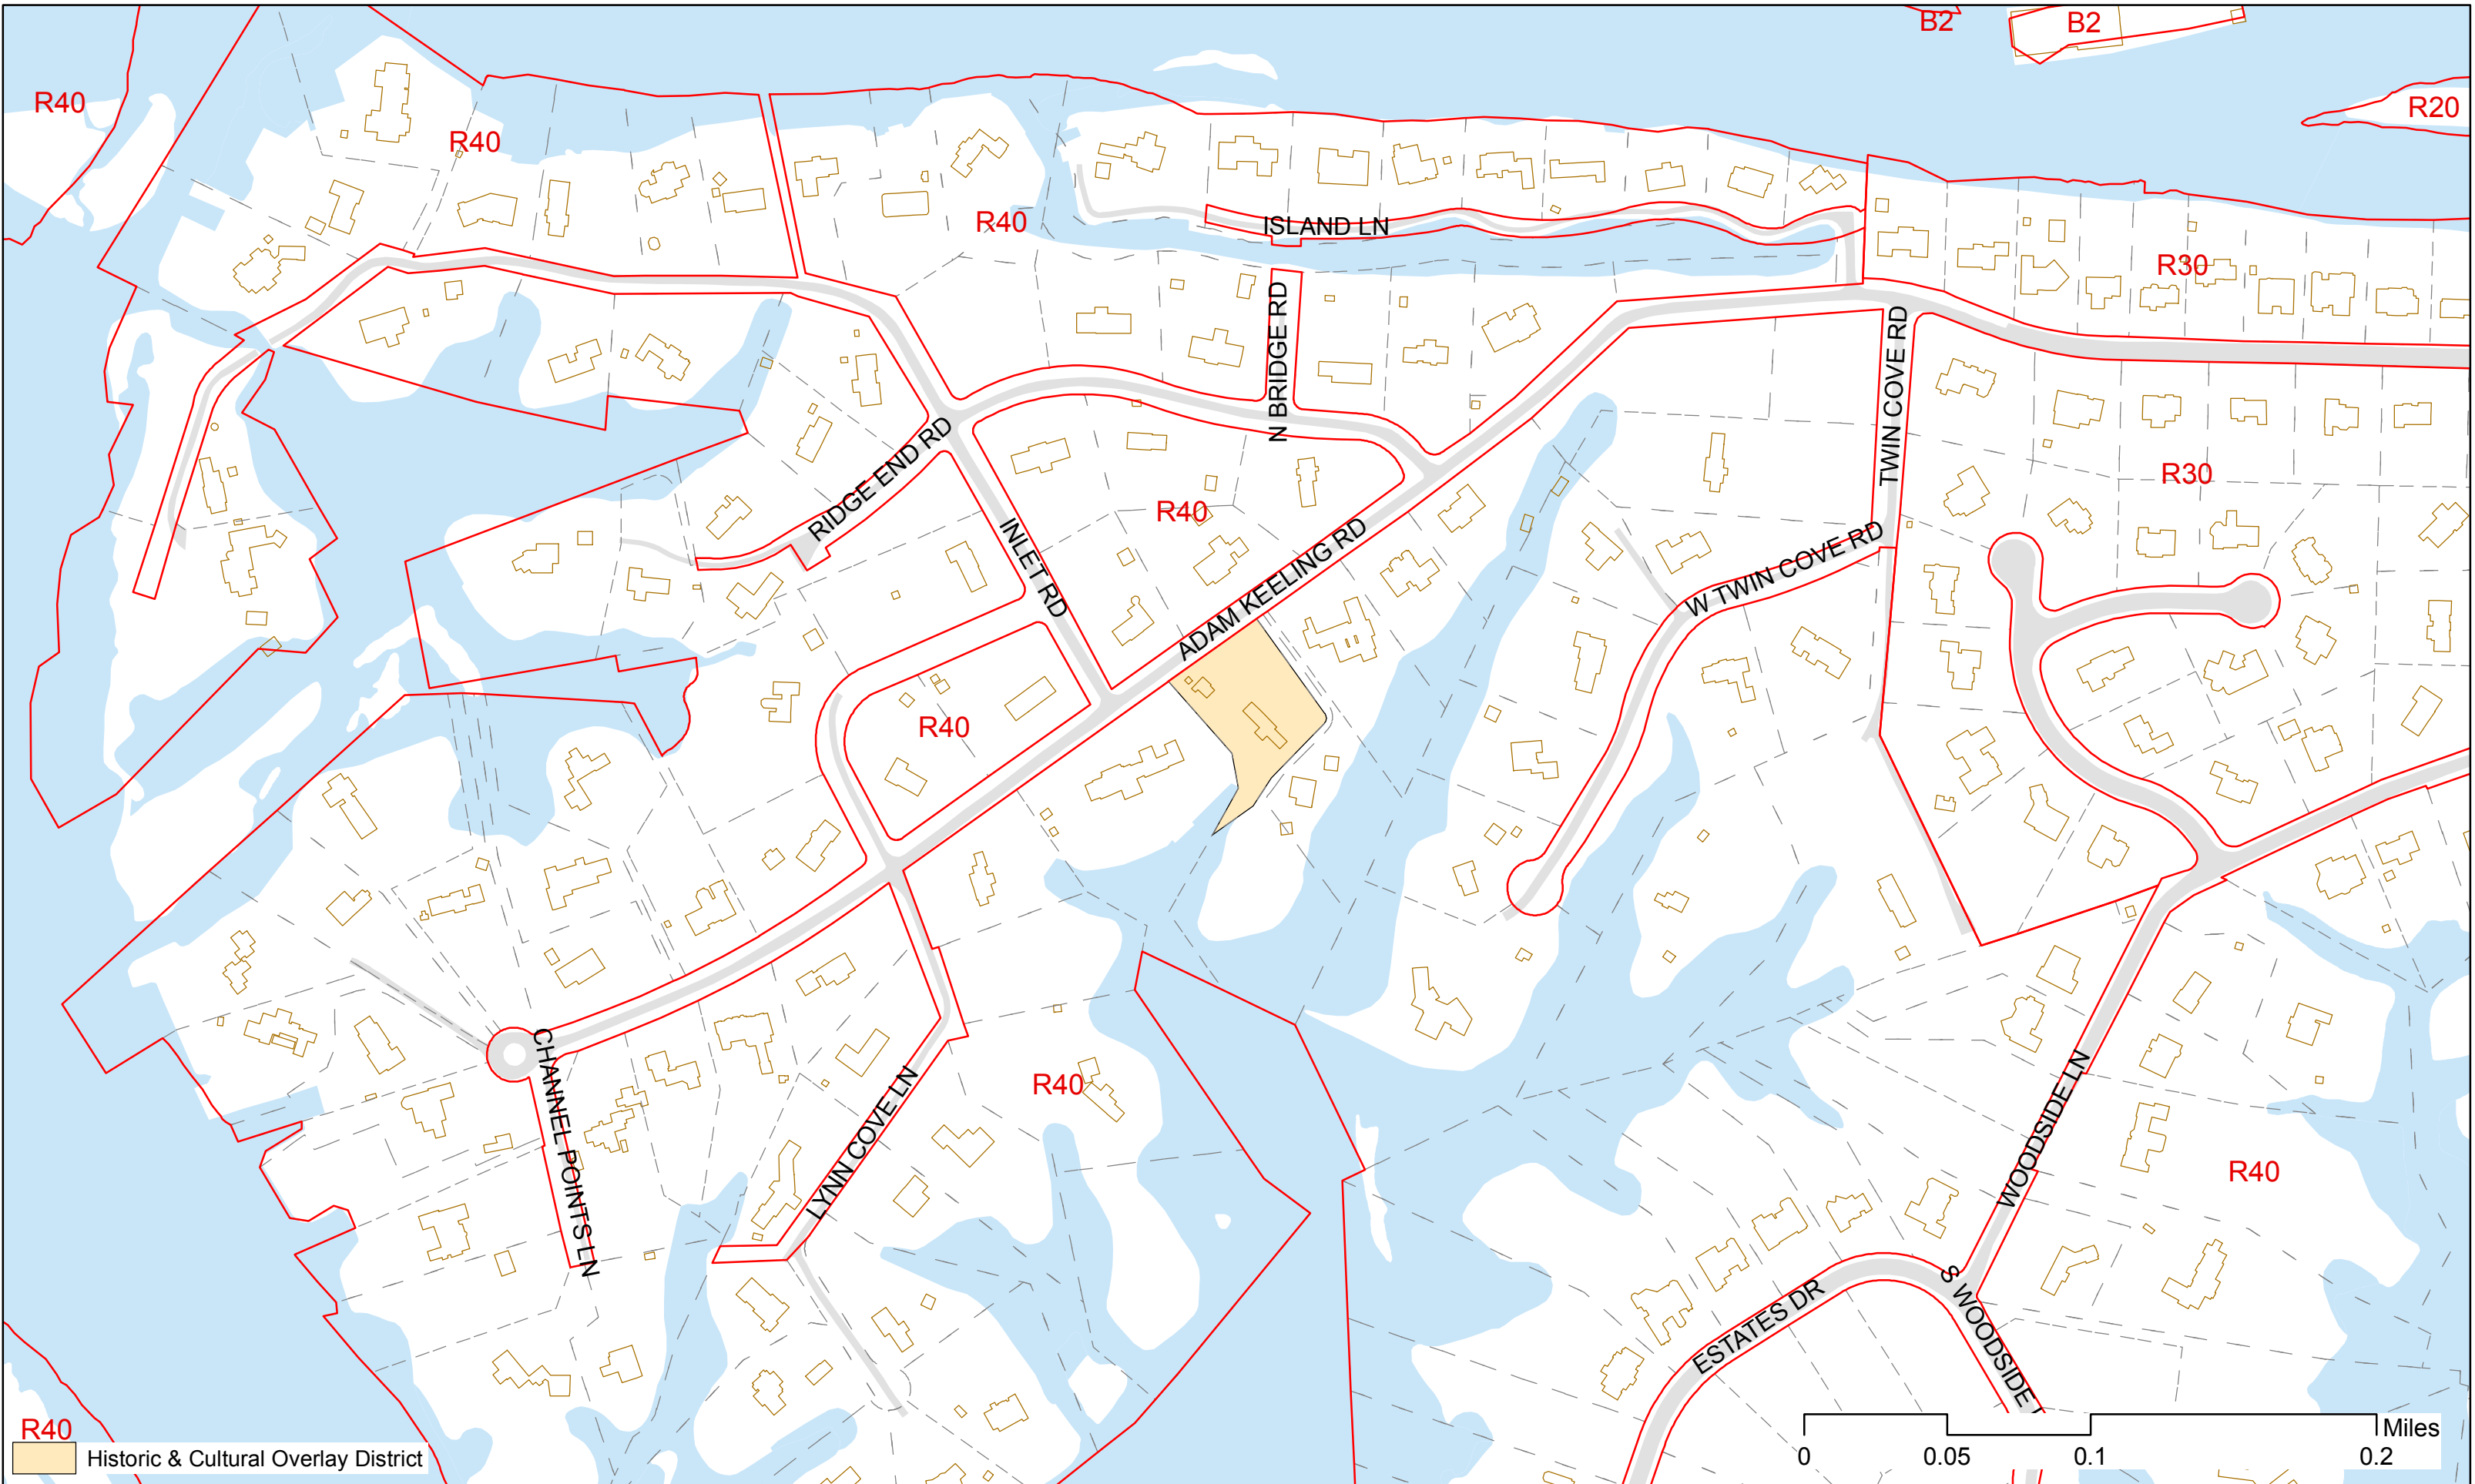 B2
B2
R40
R20
R40
R40
ISLAND LN
R30
N BRIDGE RD
TWIN COVE RD
RIDGE END RD
R30
R40
INLET RD
ADAM KEELING RD
W TWIN COVE RD
R40
CHANNEL POINTS LN
LYNN COVE LN
R40
WOODSIDE LN
R40
ESTATES DR
S WOODSIDE
R40
Historic & Cultural Overlay District
Miles
0 0.05 0.1 0.2